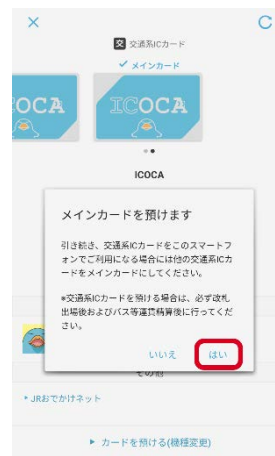 交 交通系ICカード
メインカード
OCA
ICOCA
ICOCA
メインカードを預けます
引き続き、交通系ICカードをこのスマートフ
ォンでご利用になる場合には他の交通系ICカ
ードをメインカードにしてください。
※交通系ICカードを預ける場合は、必ず改札
出場後およびバス等運賃精算後に行ってくだ
さい。
いいえ はい
その他
・JRおでかけネット
▶ カードを預ける(機種変更)